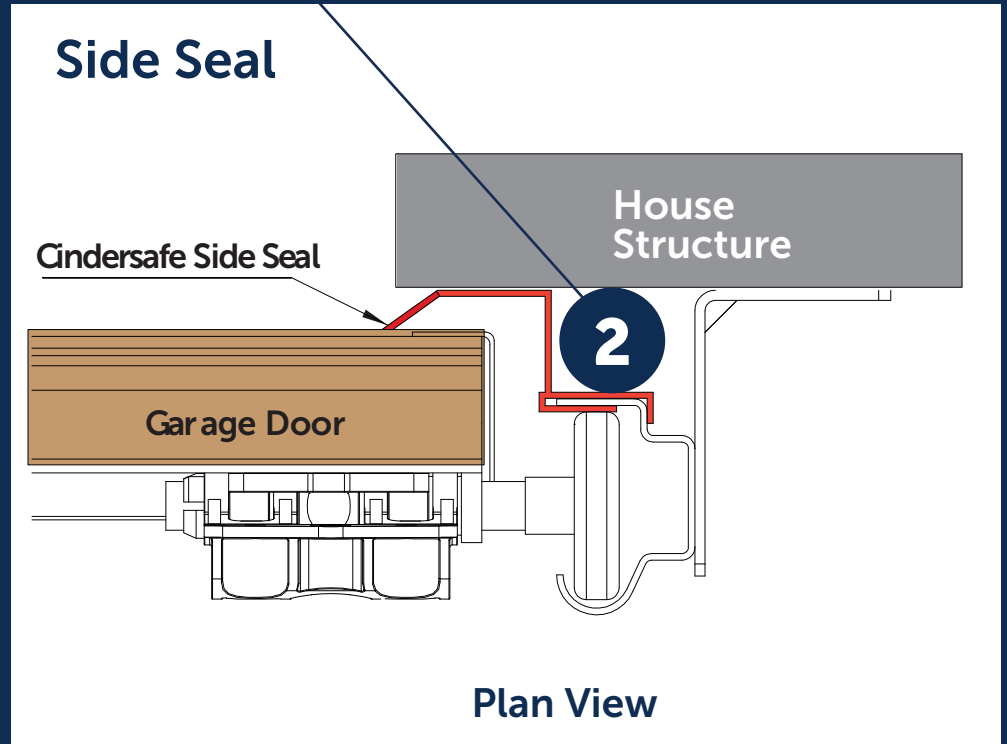 Side Seal
House
Structure
Cindersafe Side Seal
2
Garage Door
Plan View